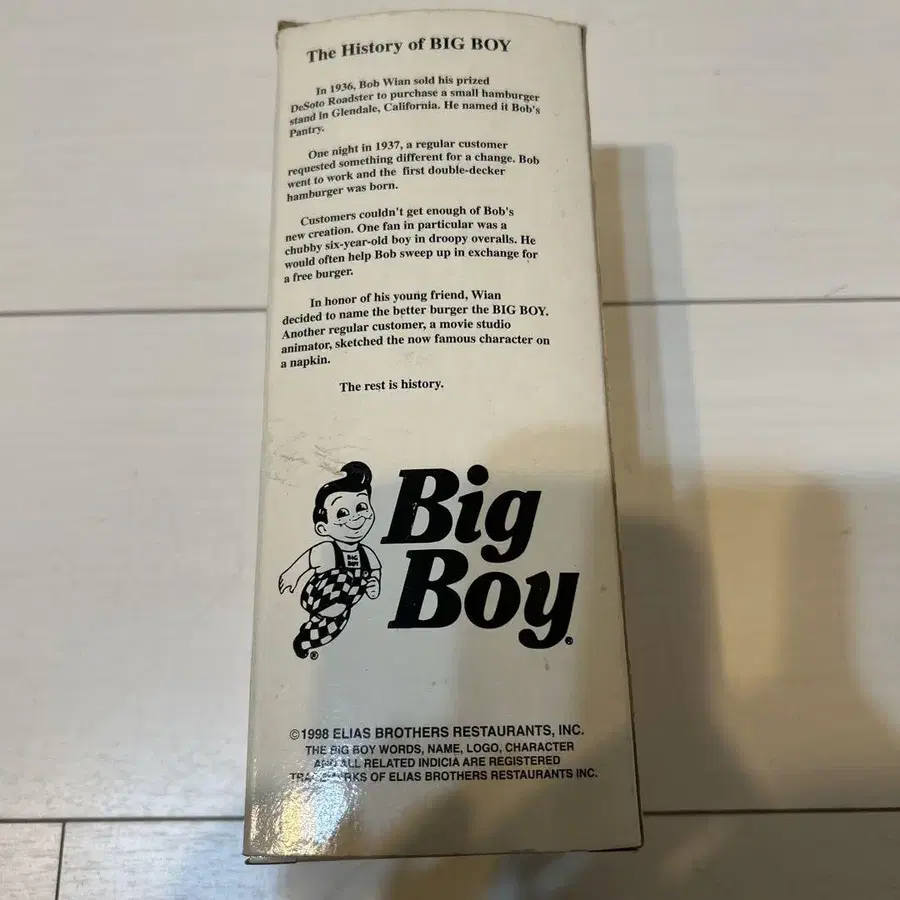 The History of BIG BOY
In 1936, Bob Wian sold his prized
DeSoto Roadster to purchase a small hamburger
stand in Glendale, California. He named it Bob's
Pantry.
One night in 1937, a regular customer
requested something different for a change. Bob
went to work and the first double-decker
hamburger was born.
Customers couldn't get enough of Bob's
new creation. One fan in particular was a
chubby six-year-old boy in droopy overalls. He
would often help Bob sweep up in exchange for
a free burger.
In honor of his young friend, Wian
decided to name the better burger the BIG BOY.
Another regular customer, a movie studio
animator, sketched the now famous character on
a napkin.
The rest is history.
BIG
BOY
®
Big
Boy®
©1998 ELIAS BROTHERS RESTAURANTS, INC.
THE BIG BOY WORDS, NAME, LOGO, CHARACTER
AND ALL RELATED INDICIA ARE REGISTERED
TRADEMARKS OF ELIAS BROTHERS RESTAURANTS INC.